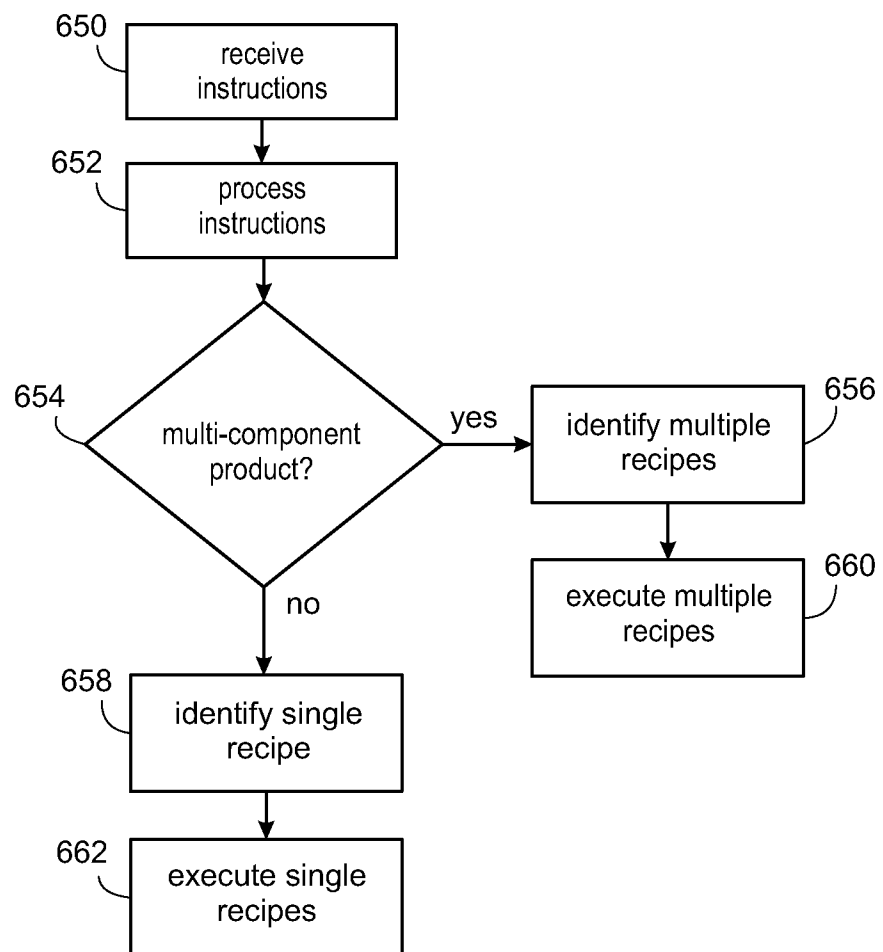 650
receive
instructions
652
process
instructions
654
multi-component
product?
yes
656
identify multiple
recipes
660
execute multiple
recipes
no
658
identify single
recipe
662
execute single
recipes